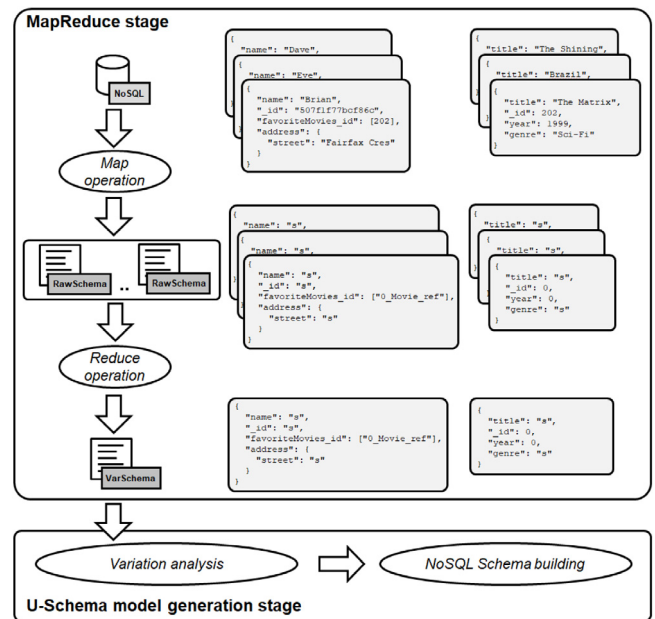 MapReduce stage
NoSQL
Map
operation
RawSchema
..
RawSchema
Reduce
operation
VarSchema
{
"name": "Dave",
{
"name": "Eve",
{
"name": "Brian",
"_id": "507f1f77bcf86c",
"favoriteMovies_id": [202],
"address": {
"street": "Fairfax Cres"
}
}
{
"title": "The Shining",
{
"title": "Brazil",
{
"title": "The Matrix",
"_id": 202,
"year": 1999,
"genre": "Sci-Fi"
}
{
"name": "s",
{
"name": "s",
{
"name": "s",
"_id": "s",
"favoriteMovies_id": ["0_Movie_ref"],
"address": {
"street": "s"
}
}
{
"title": "s",
{
"title": "s",
{
"title": "s",
"_id": 0,
"year": 0,
"genre": "s"
}
{
"name": "s",
"_id": "s",
"favoriteMovies_id": ["0_Movie_ref"],
"address": {
"street": "s"
}
}
{
"title": "s",
"_id": 0,
"year": 0,
"genre": "s"
}
Variation analysis
NoSQL Schema building
U-Schema model generation stage